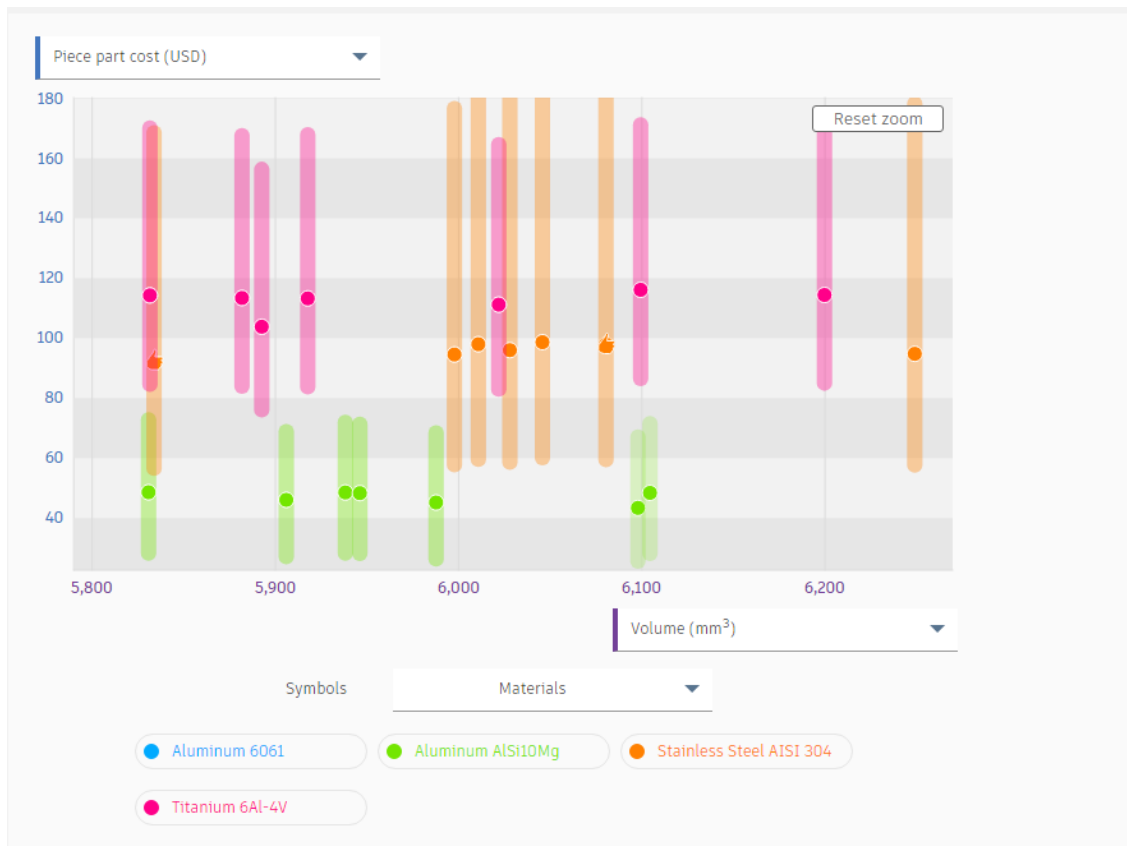 Piece part cost (USD)
180
Reset zoom
160
140
120
100
80
60
40
5,800 5,900 6,000 6,100 6,200
Volume (mm³)
Symbols Materials
Aluminum 6061 Aluminum AlSi10Mg Stainless Steel AISI 304
Titanium 6Al-4V